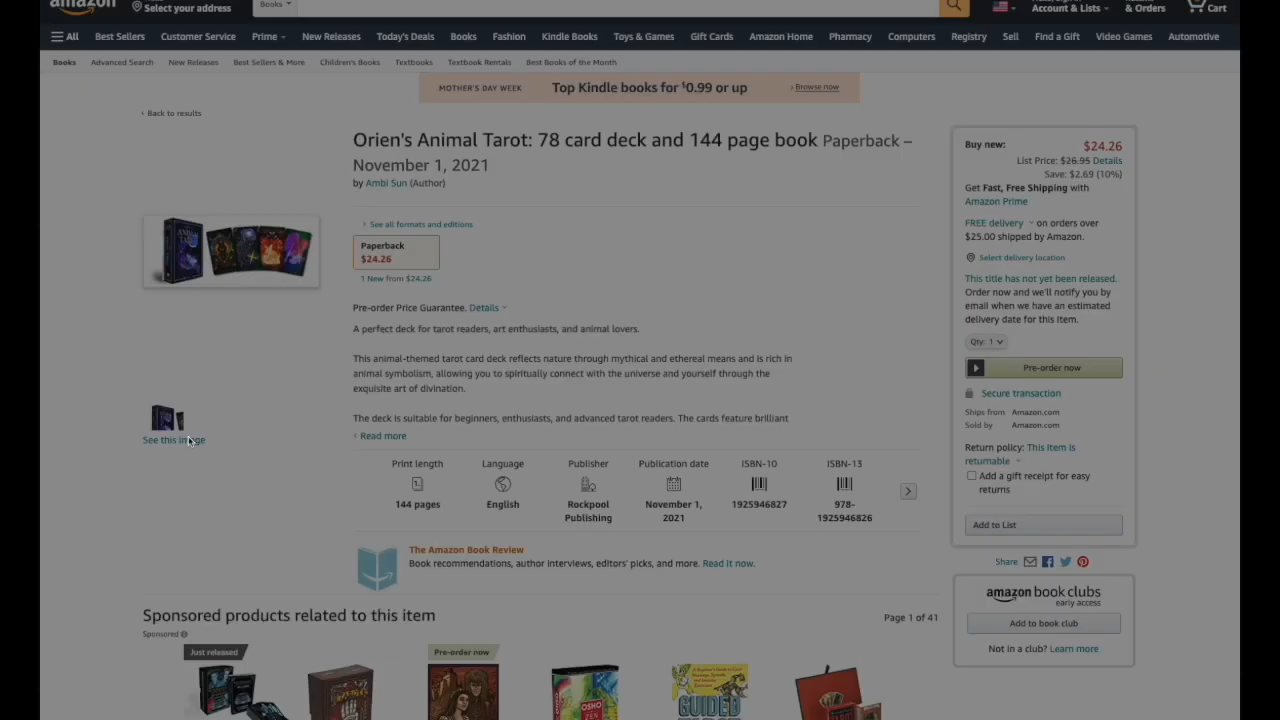 amazon
Select your address
Books
Account & Lists
& Orders
Cart
All Best Sellers Customer Service Prime New Releases Today's Deals Books Fashion Kindle Books Toys & Games Gift Cards Amazon Home Pharmacy Computers Registry Sell Find a Gift Video Games Automotive
Books Advanced Search New Releases Best Sellers & More Children's Books Textbooks Textbook Rentals Best Books of the Month
MOTHER'S DAY WEEK Top Kindle books for $0.99 or up › Browse now
‹ Back to results
Orien's Animal Tarot: 78 card deck and 144 page book Paperback –
November 1, 2021
by Ambi Sun (Author)
See all formats and editions
Paperback
$24.26
1 New from $24.26
Pre-order Price Guarantee. Details
A perfect deck for tarot readers, art enthusiasts, and animal lovers.
This animal-themed tarot card deck reflects nature through mythical and ethereal means and is rich in
animal symbolism, allowing you to spiritually connect with the universe and yourself through the
exquisite art of divination.
The deck is suitable for beginners, enthusiasts, and advanced tarot readers. The cards feature brilliant
Read more
ANIMAL
TAROT
See this image
Print length
144 pages
Language
English
Publisher
Rockpool
Publishing
Publication date
November 1,
2021
ISBN-10
1925946827
ISBN-13
978-
1925946826
The Amazon Book Review
Book recommendations, author interviews, editors' picks, and more. Read it now.
Buy new: $24.26
List Price: $26.95 Details
Save: $2.69 (10%)
Get Fast, Free Shipping with
Amazon Prime
FREE delivery on orders over
$25.00 shipped by Amazon.
Select delivery location
This title has not yet been released.
Order now and we'll notify you by
email when we have an estimated
delivery date for this item.
Qty: 1
Pre-order now
Secure transaction
Ships from Amazon.com
Sold by Amazon.com
Return policy: This item is
returnable
Add a gift receipt for easy
returns
Add to List
Share
amazon book clubs
early access
Add to book club
Not in a club? Learn more
Sponsored products related to this item
Page 1 of 41
Sponsored
Just released
Pre-order now
OSHO
ZEN
GUIDED